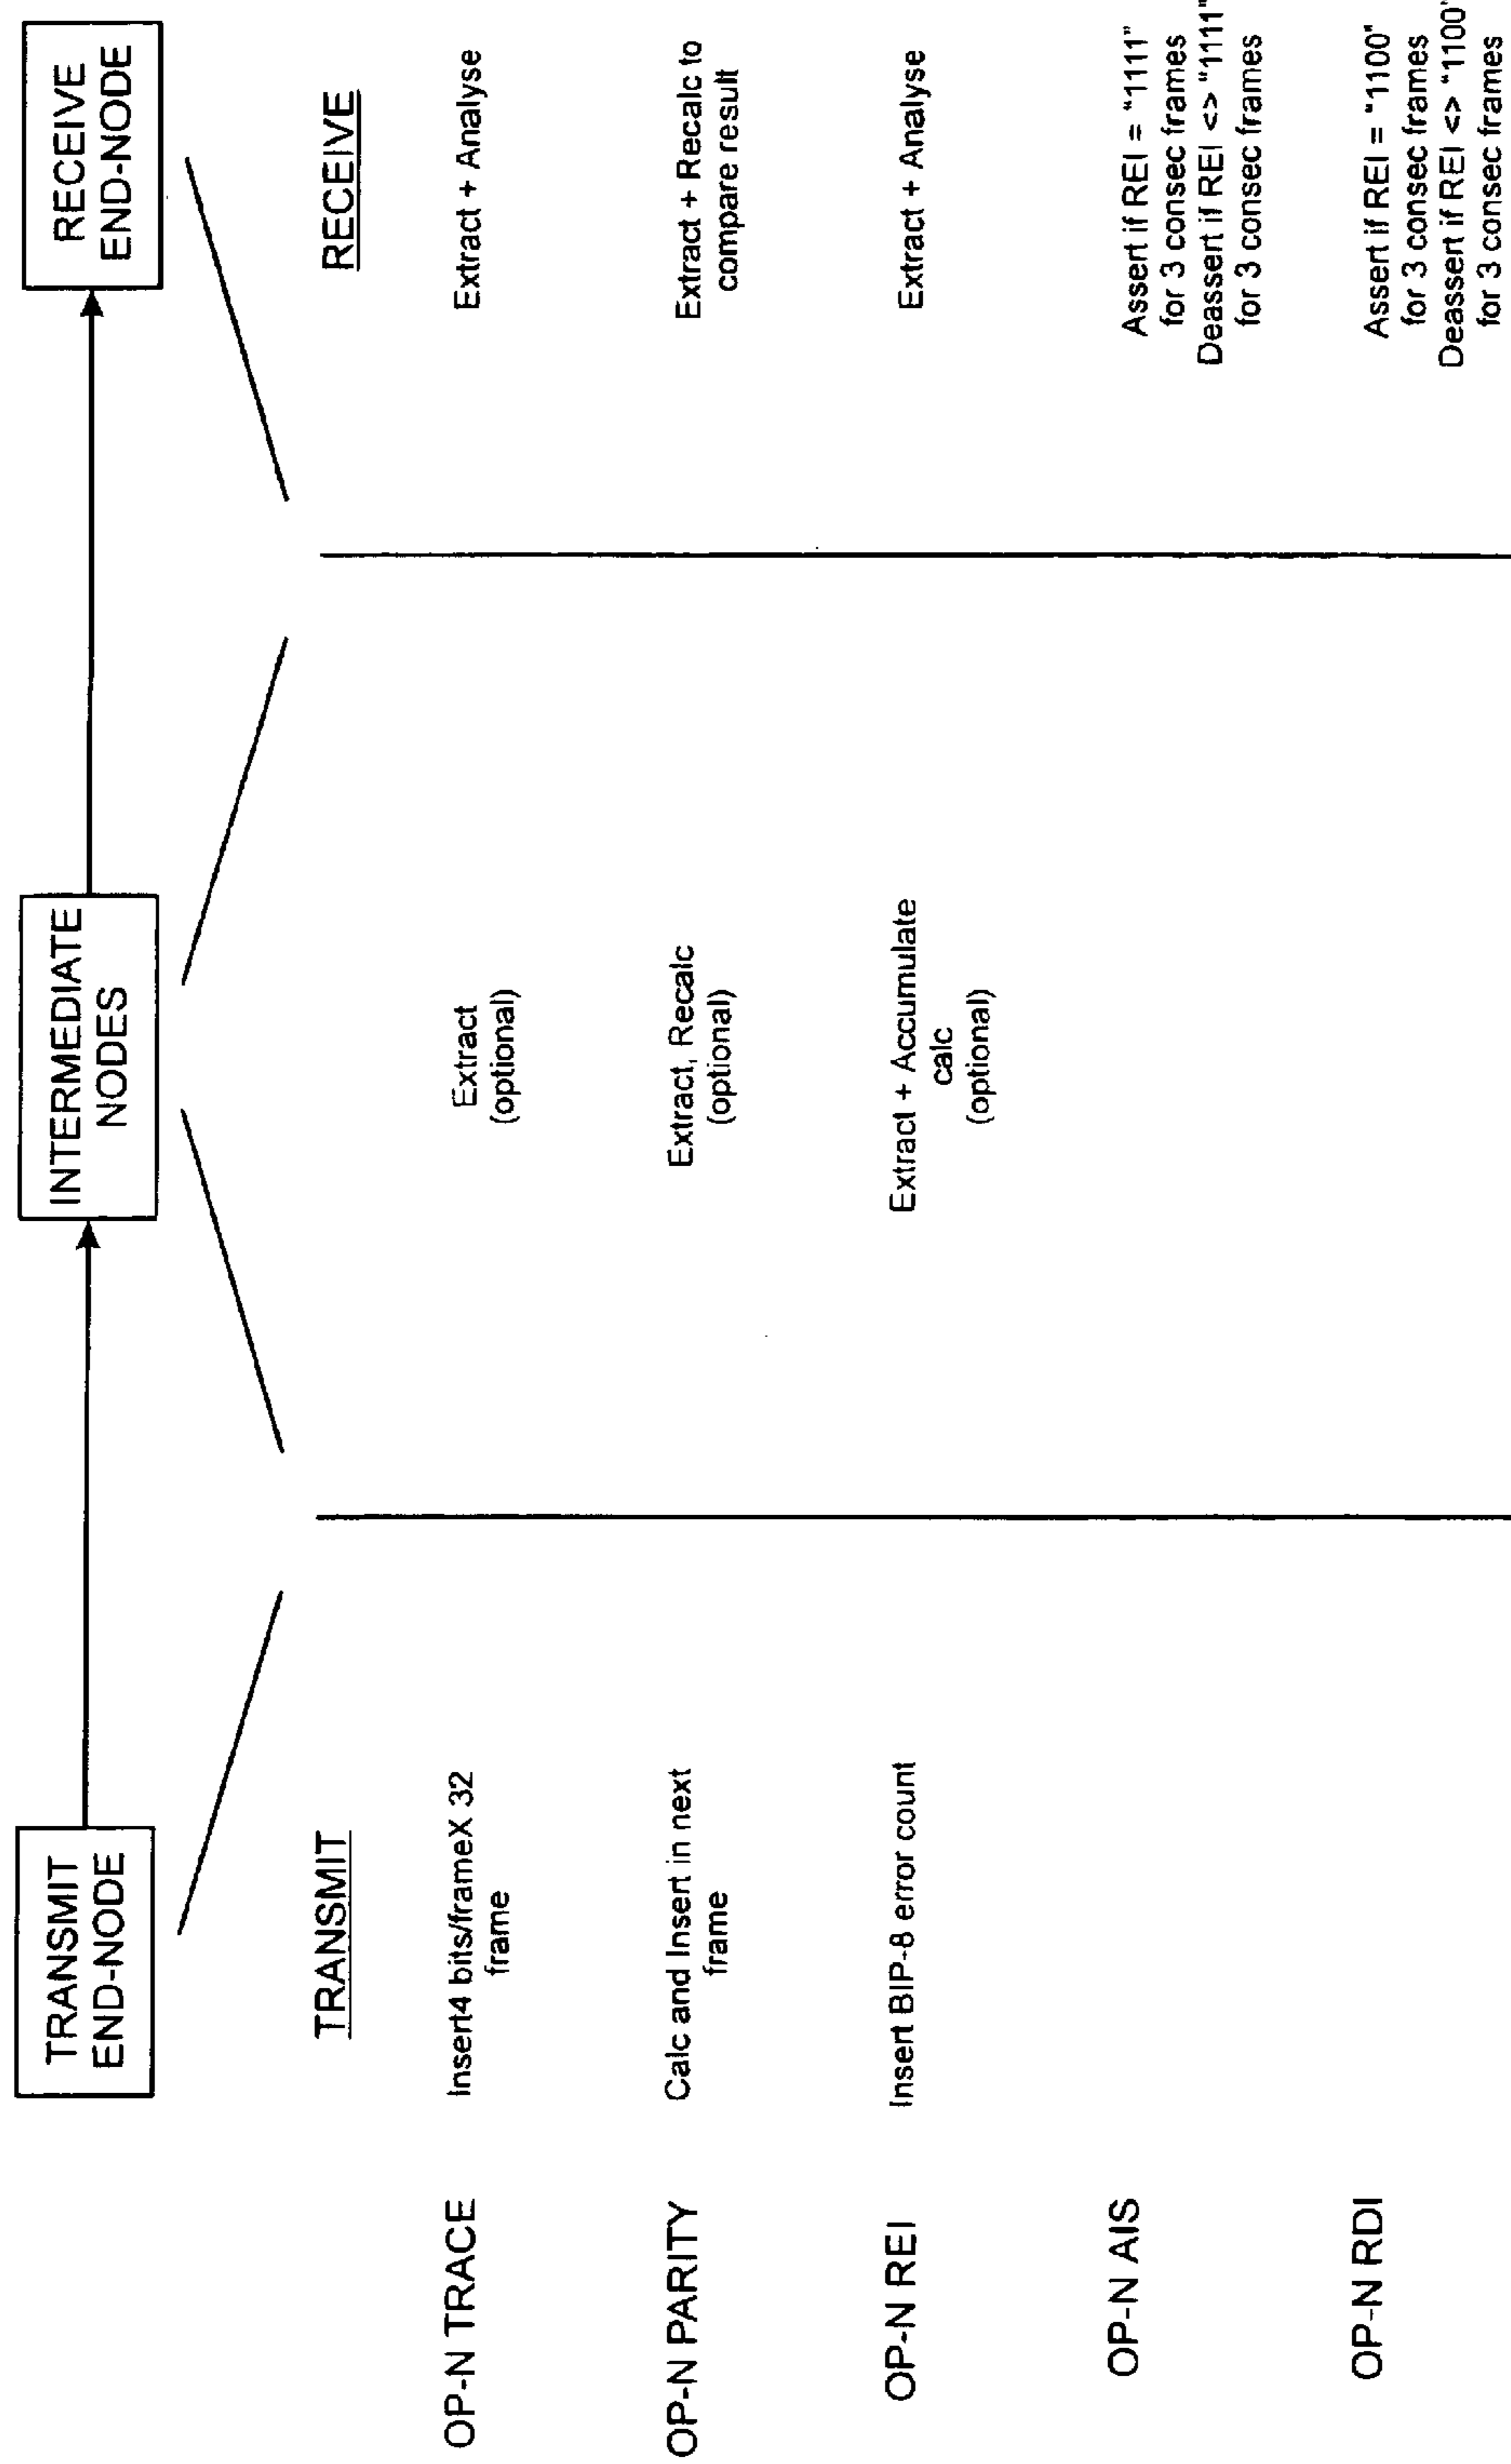 TRANSMIT
END-NODE
INTERMEDIATE
NODES
RECEIVE
END-NODE
TRANSMIT
RECEIVE
OP-N TRACE
Insert4 bits/frameX 32
frame
Extract
(optional)
Extract + Analyse
OP-N PARITY
Calc and Insert in next
frame
Extract, Recalc
(optional)
Extract + Recalc to
compare result
OP-N REI
Insert BIP-8 error count
Extract + Accumulate
calc
(optional)
Extract + Analyse
OP-N AIS
Assert if REI = "1111"
for 3 consec frames
Deassert if REI <> "1111"
for 3 consec frames
OP-N RDI
Assert if REI = "1100"
for 3 consec frames
Deassert if REI <> "1100"
for 3 consec frames